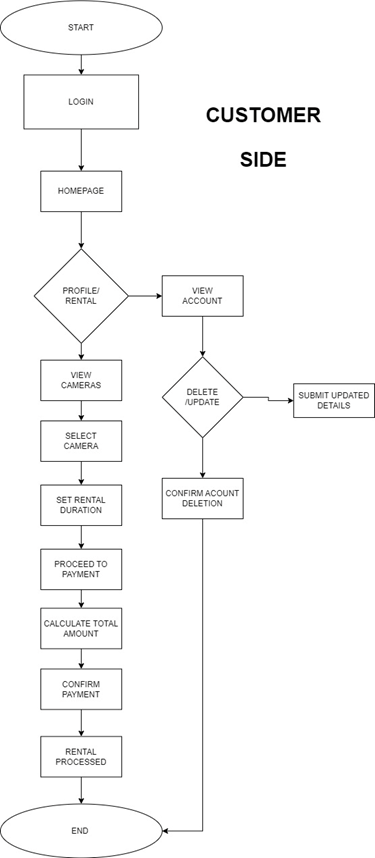 START
LOGIN
CUSTOMER
SIDE
HOMEPAGE
PROFILE/
RENTAL
VIEW
ACCOUNT
VIEW
CAMERAS
DELETE
/UPDATE
SUBMIT UPDATED
DETAILS
SELECT
CAMERA
SET RENTAL
DURATION
CONFIRM ACOUNT
DELETION
PROCEED TO
PAYMENT
CALCULATE TOTAL
AMOUNT
CONFIRM
PAYMENT
RENTAL
PROCESSED
END